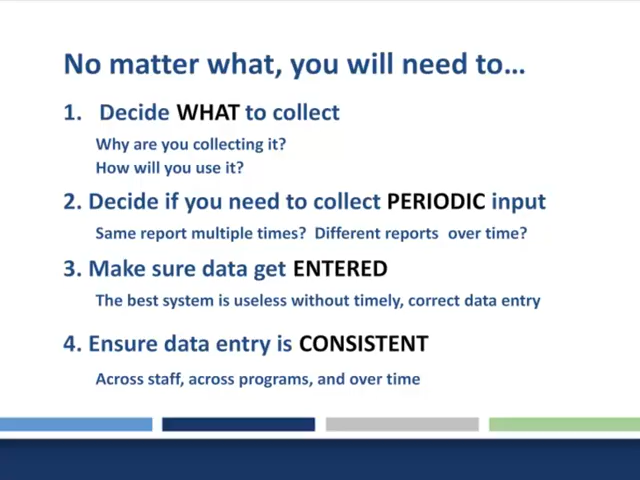 No matter what, you will need to…
1. Decide WHAT to collect
Why are you collecting it?
How will you use it?
2. Decide if you need to collect PERIODIC input
Same report multiple times? Different reports over time?
3. Make sure data get ENTERED
The best system is useless without timely, correct data entry
4. Ensure data entry is CONSISTENT
Across staff, across programs, and over time